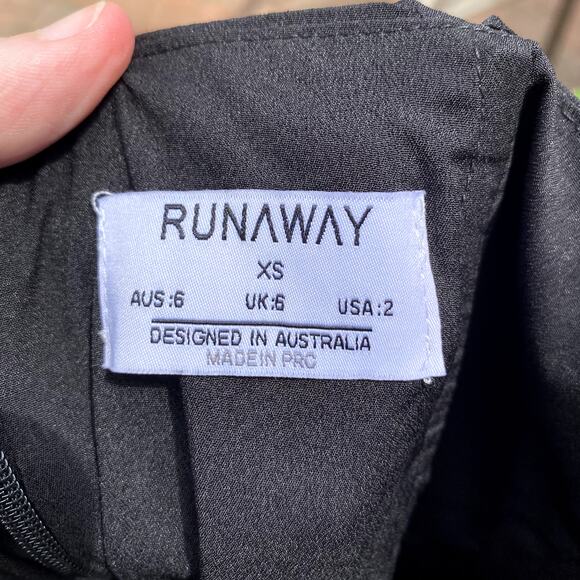 RUNAWAY
XS
AUS:6 UK:6 USA:2
DESIGNED IN AUSTRALIA
MADE IN PRC